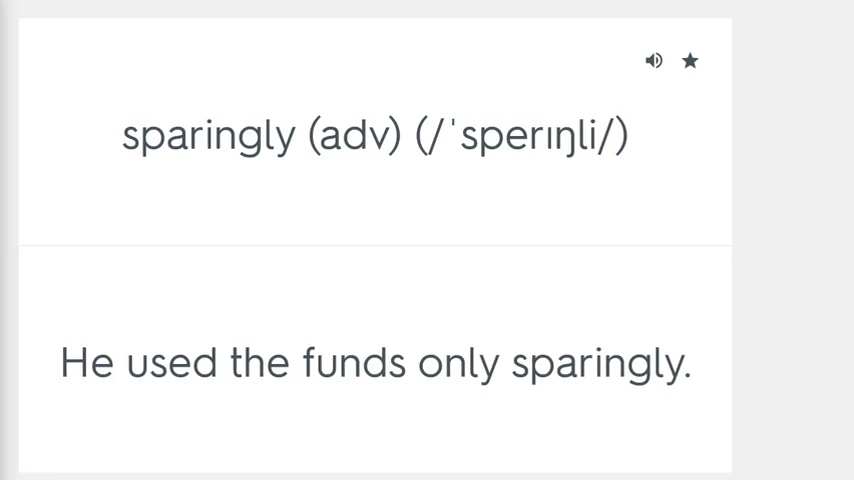 sparingly (adv) (/ˈsperɪŋli/)
He used the funds only sparingly.